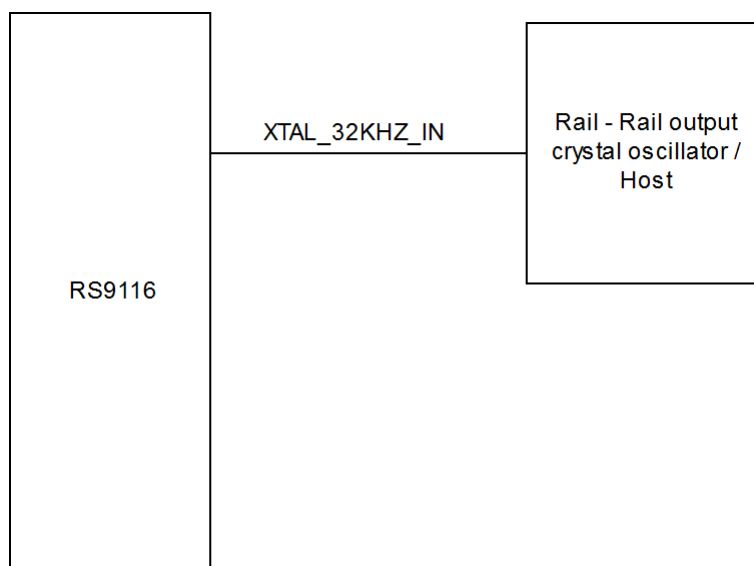 RS9116
XTAL_32KHZ_IN
Rail - Rail output
crystal oscillator /
Host